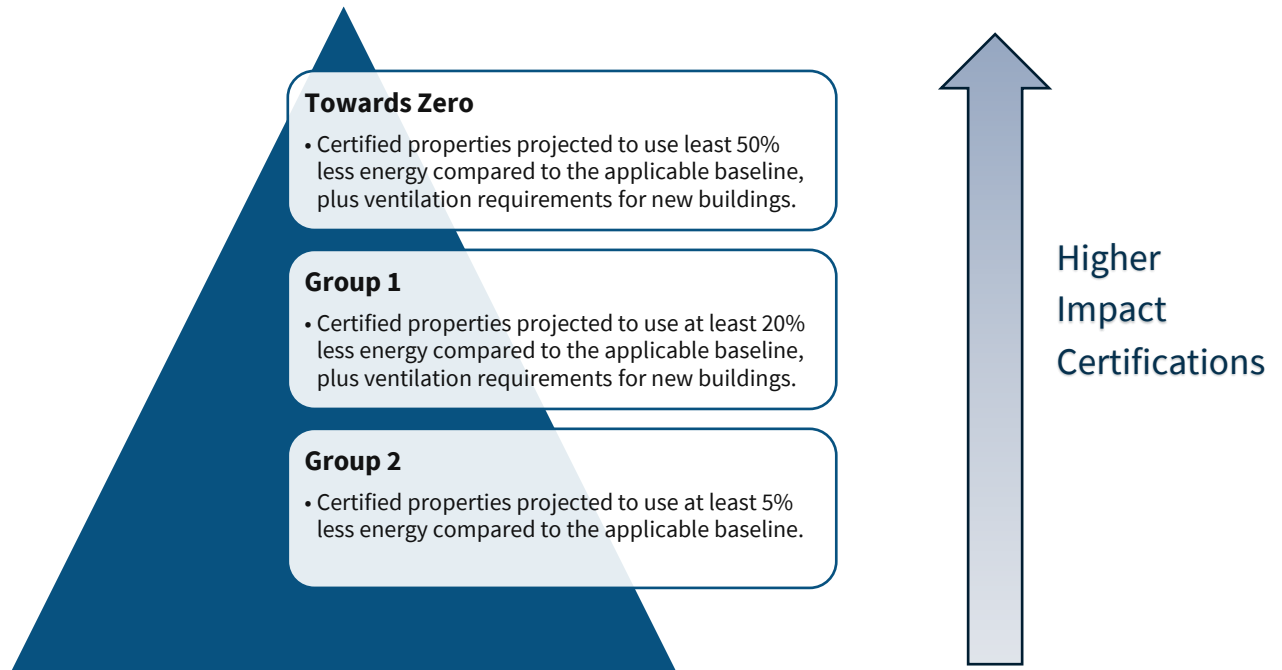 Towards Zero
• Certified properties projected to use least 50%
less energy compared to the applicable baseline,
plus ventilation requirements for new buildings.
Group 1
• Certified properties projected to use at least 20%
less energy compared to the applicable baseline,
plus ventilation requirements for new buildings.
Group 2
• Certified properties projected to use at least 5%
less energy compared to the applicable baseline.
Higher
Impact
Certifications